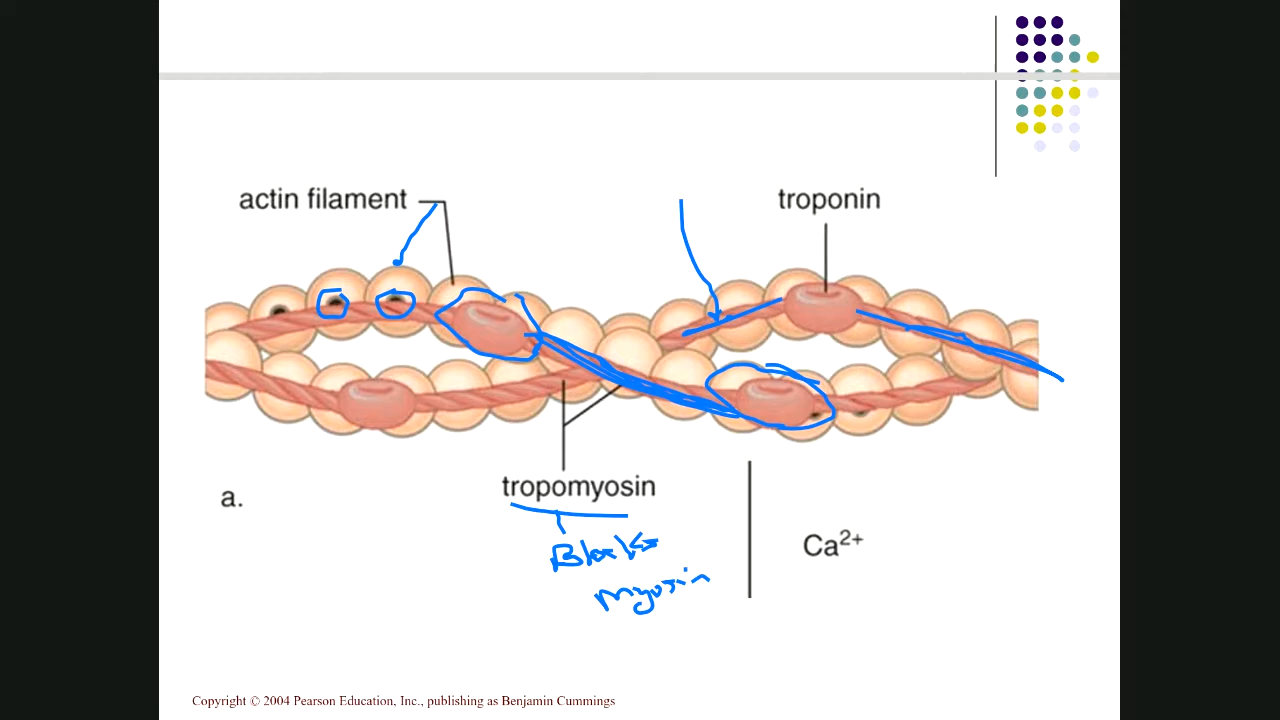 actin filament
troponin
tropomyosin
Blocks
myosin
a.
Ca²⁺
Copyright © 2004 Pearson Education, Inc., publishing as Benjamin Cummings